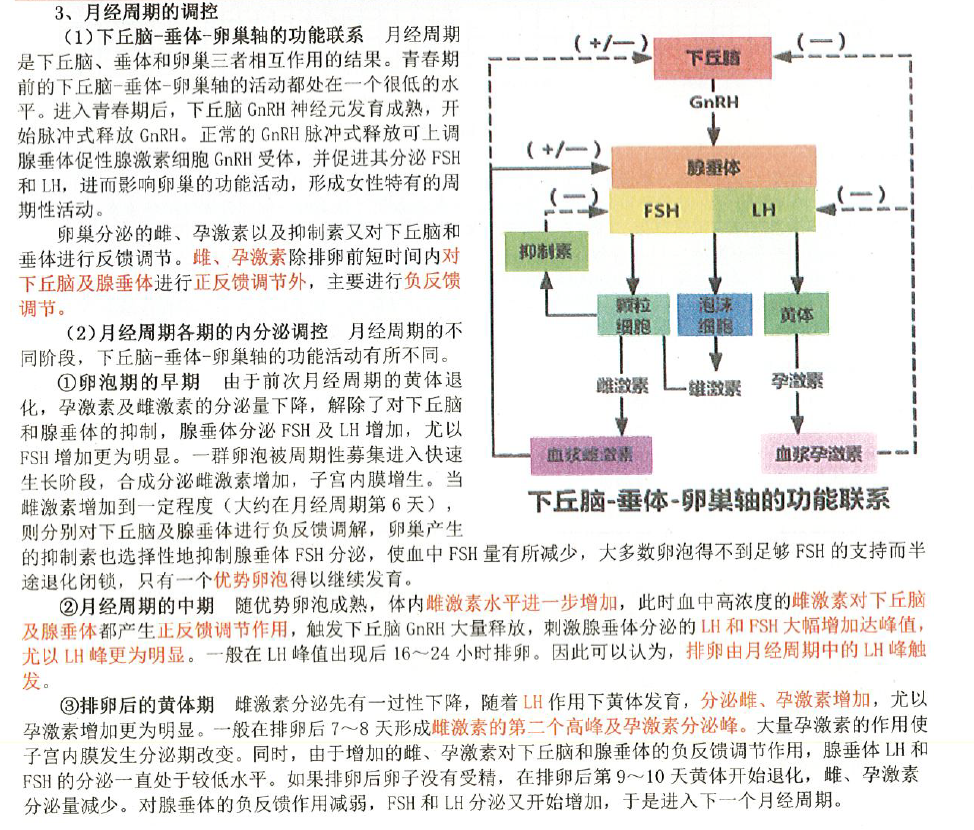 3、月经周期的调控
（1）下丘脑-垂体-卵巢轴的功能联系　月经周期
是下丘脑、垂体和卵巢三者相互作用的结果。青春期
前的下丘脑-垂体-卵巢轴的活动都处在一个很低的水
平。进入青春期后，下丘脑 GnRH 神经元发育成熟，开
始脉冲式释放 GnRH。正常的 GnRH 脉冲式释放可上调
腺垂体促性腺激素细胞 GnRH 受体，并促进其分泌 FSH
和 LH，进而影响卵巢的功能活动，形成女性特有的周
期性活动。
卵巢分泌的雌、孕激素以及抑制素又对下丘脑和
垂体进行反馈调节。雌、孕激素除排卵前短时间内对
下丘脑及腺垂体进行正反馈调节外，主要进行负反馈
调节。
（2）月经周期各期的内分泌调控　月经周期的不
同阶段，下丘脑-垂体-卵巢轴的功能活动有所不同。
①卵泡期的早期　由于前次月经周期的黄体退
化，孕激素及雌激素的分泌量下降，解除了对下丘脑
和腺垂体的抑制，腺垂体分泌 FSH 及 LH 增加，尤以
FSH 增加更为明显。一群卵泡被周期性募集进入快速
生长阶段，合成分泌雌激素增加，子宫内膜增生。当
雌激素增加到一定程度（大约在月经周期第 6 天），
则分别对下丘脑及腺垂体进行负反馈调解，卵巢产生
的抑制素也选择性地抑制腺垂体 FSH 分泌，使血中 FSH 量有所减少，大多数卵泡得不到足够 FSH 的支持而半
途退化闭锁，只有一个优势卵泡得以继续发育。
②月经周期的中期　随优势卵泡成熟，体内雌激素水平进一步增加，此时血中高浓度的雌激素对下丘脑
及腺垂体都产生正反馈调节作用，触发下丘脑 GnRH 大量释放，刺激腺垂体分泌的 LH 和 FSH 大幅增加达峰值，
尤以 LH 峰更为明显。一般在 LH 峰值出现后 16～24 小时排卵。因此可以认为，排卵由月经周期中的 LH 峰触
发。
③排卵后的黄体期　雌激素分泌先有一过性下降，随着 LH 作用下黄体发育，分泌雌、孕激素增加，尤以
孕激素增加更为明显。一般在排卵后 7～8 天形成雌激素的第二个高峰及孕激素分泌峰。大量孕激素的作用使
子宫内膜发生分泌期改变。同时，由于增加的雌、孕激素对下丘脑和腺垂体的负反馈调节作用，腺垂体 LH 和
FSH 的分泌一直处于较低水平。如果排卵后卵子没有受精，在排卵后第 9～10 天黄体开始退化，雌、孕激素
分泌量减少。对腺垂体的负反馈作用减弱，FSH 和 LH 分泌又开始增加，于是进入下一个月经周期。
（+/—）
下丘脑
（—）
GnRH
（+/—）
腺垂体
（—）
FSH
LH
（—）
抑制素
颗粒
细胞
泡沫
细胞
黄体
雌激素
雄激素
孕激素
血浆雌激素
血浆孕激素
下丘脑-垂体-卵巢轴的功能联系